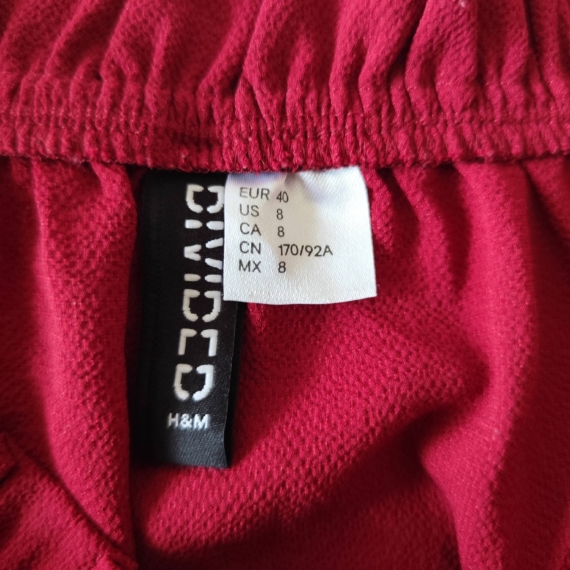 DIVIDED
H&M
EUR 40
US 8
CA 8
CN 170/92A
MX 8